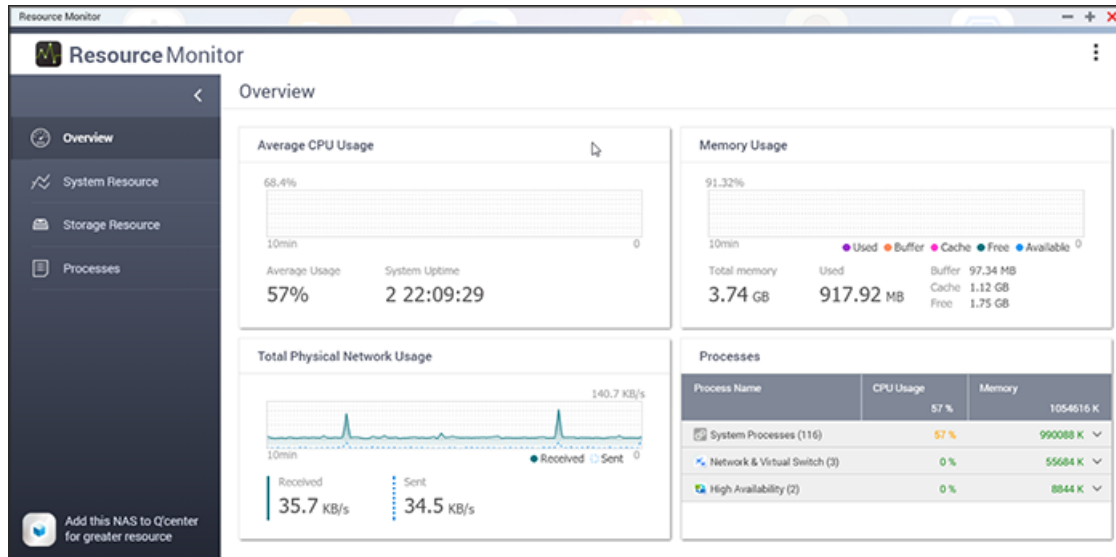 Resource Monitor
Resource Monitor
Overview
Overview
System Resource
Storage Resource
Processes
Add this NAS to Q'center
for greater resource
Average CPU Usage
68.4%
10min 0
Average Usage System Uptime
57% 2 22:09:29
Memory Usage
91.32%
10min Used Buffer Cache Free Available 0
Total memory Used Buffer 97.34 MB
3.74 GB 917.92 MB Cache 1.12 GB
Free 1.75 GB
Total Physical Network Usage
140.7 KB/s
10min Received Sent 0
Received Sent
35.7 KB/s 34.5 KB/s
Processes
Process Name CPU Usage Memory
57 % 1054616 K
System Processes (116) 57 % 990088 K
Network & Virtual Switch (3) 0 % 55684 K
High Availability (2) 0 % 8844 K